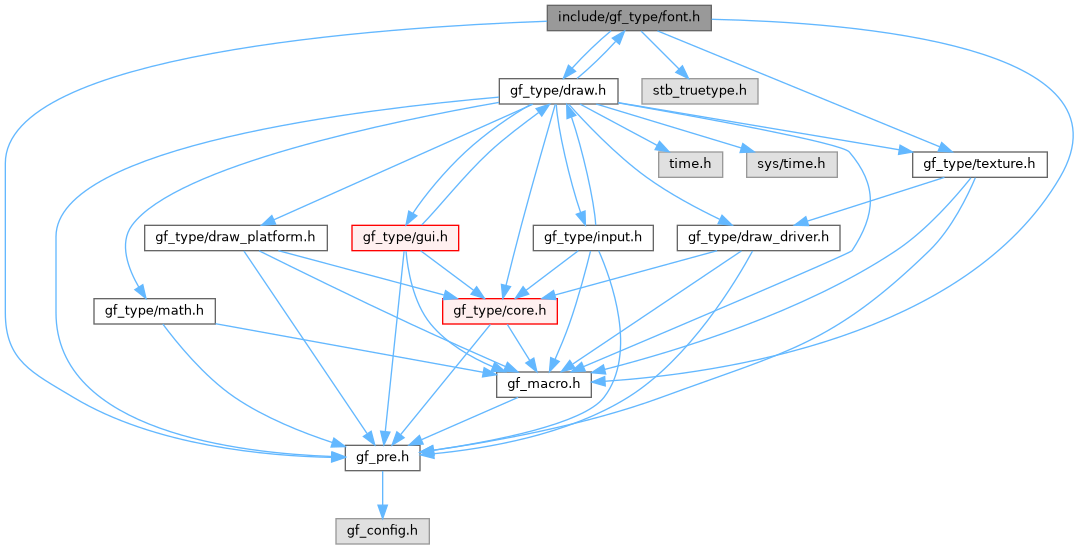 include/gf_type/font.h
gf_type/draw.h
stb_truetype.h
time.h
sys/time.h
gf_type/texture.h
gf_type/draw_platform.h
gf_type/gui.h
gf_type/input.h
gf_type/draw_driver.h
gf_type/math.h
gf_type/core.h
gf_macro.h
gf_pre.h
gf_config.h